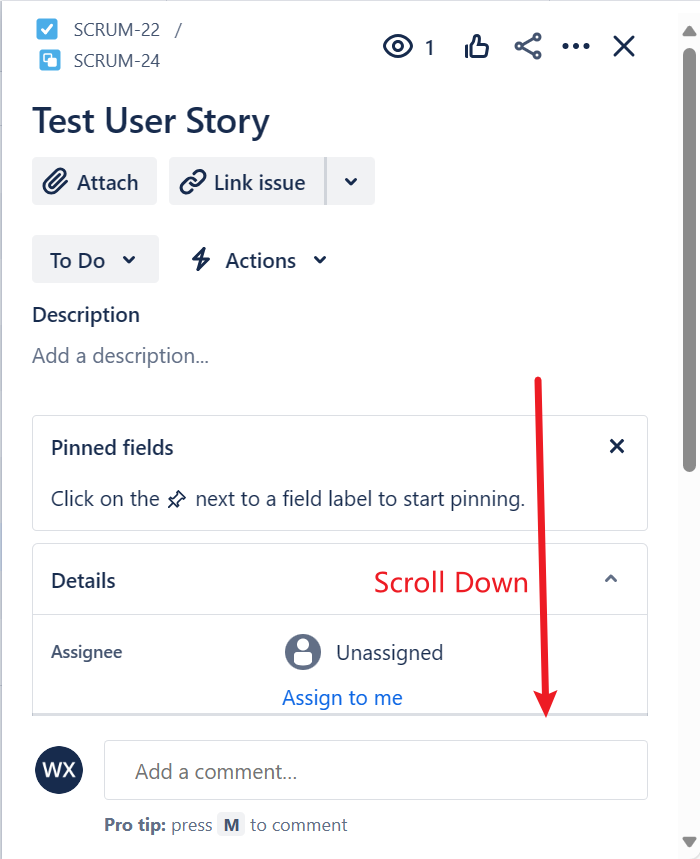 SCRUM-22 /
SCRUM-24
1
Test User Story
Attach
Link issue
To Do
Actions
Description
Add a description...
Pinned fields
Click on the next to a field label to start pinning.
Details
Scroll Down
Assignee
Unassigned
Assign to me
WX
Add a comment...
Pro tip: press M to comment